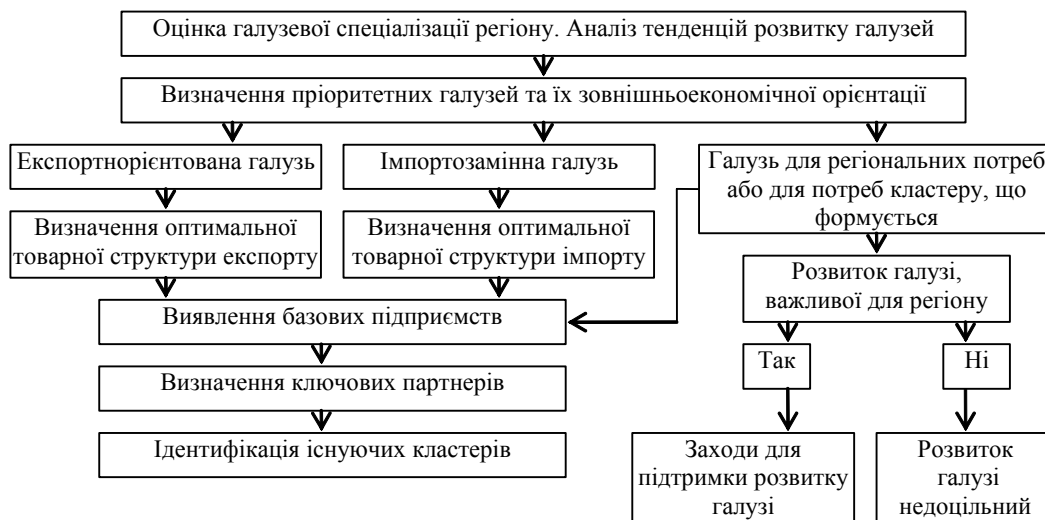 Оцінка галузевої спеціалізації регіону. Аналіз тенденцій розвитку галузей
Визначення пріоритетних галузей та їх зовнішньоекономічної орієнтації
Експортнорієнтована галузь
Імпортозамінна галузь
Галузь для регіональних потреб
або для потреб кластеру, що
формується
Визначення оптимальної
товарної структури експорту
Визначення оптимальної
товарної структури імпорту
Розвиток галузі,
важливої для регіону
Виявлення базових підприємств
Так
Ні
Визначення ключових партнерів
Ідентифікація існуючих кластерів
Заходи для
підтримки розвитку
галузі
Розвиток
галузі
недоцільний